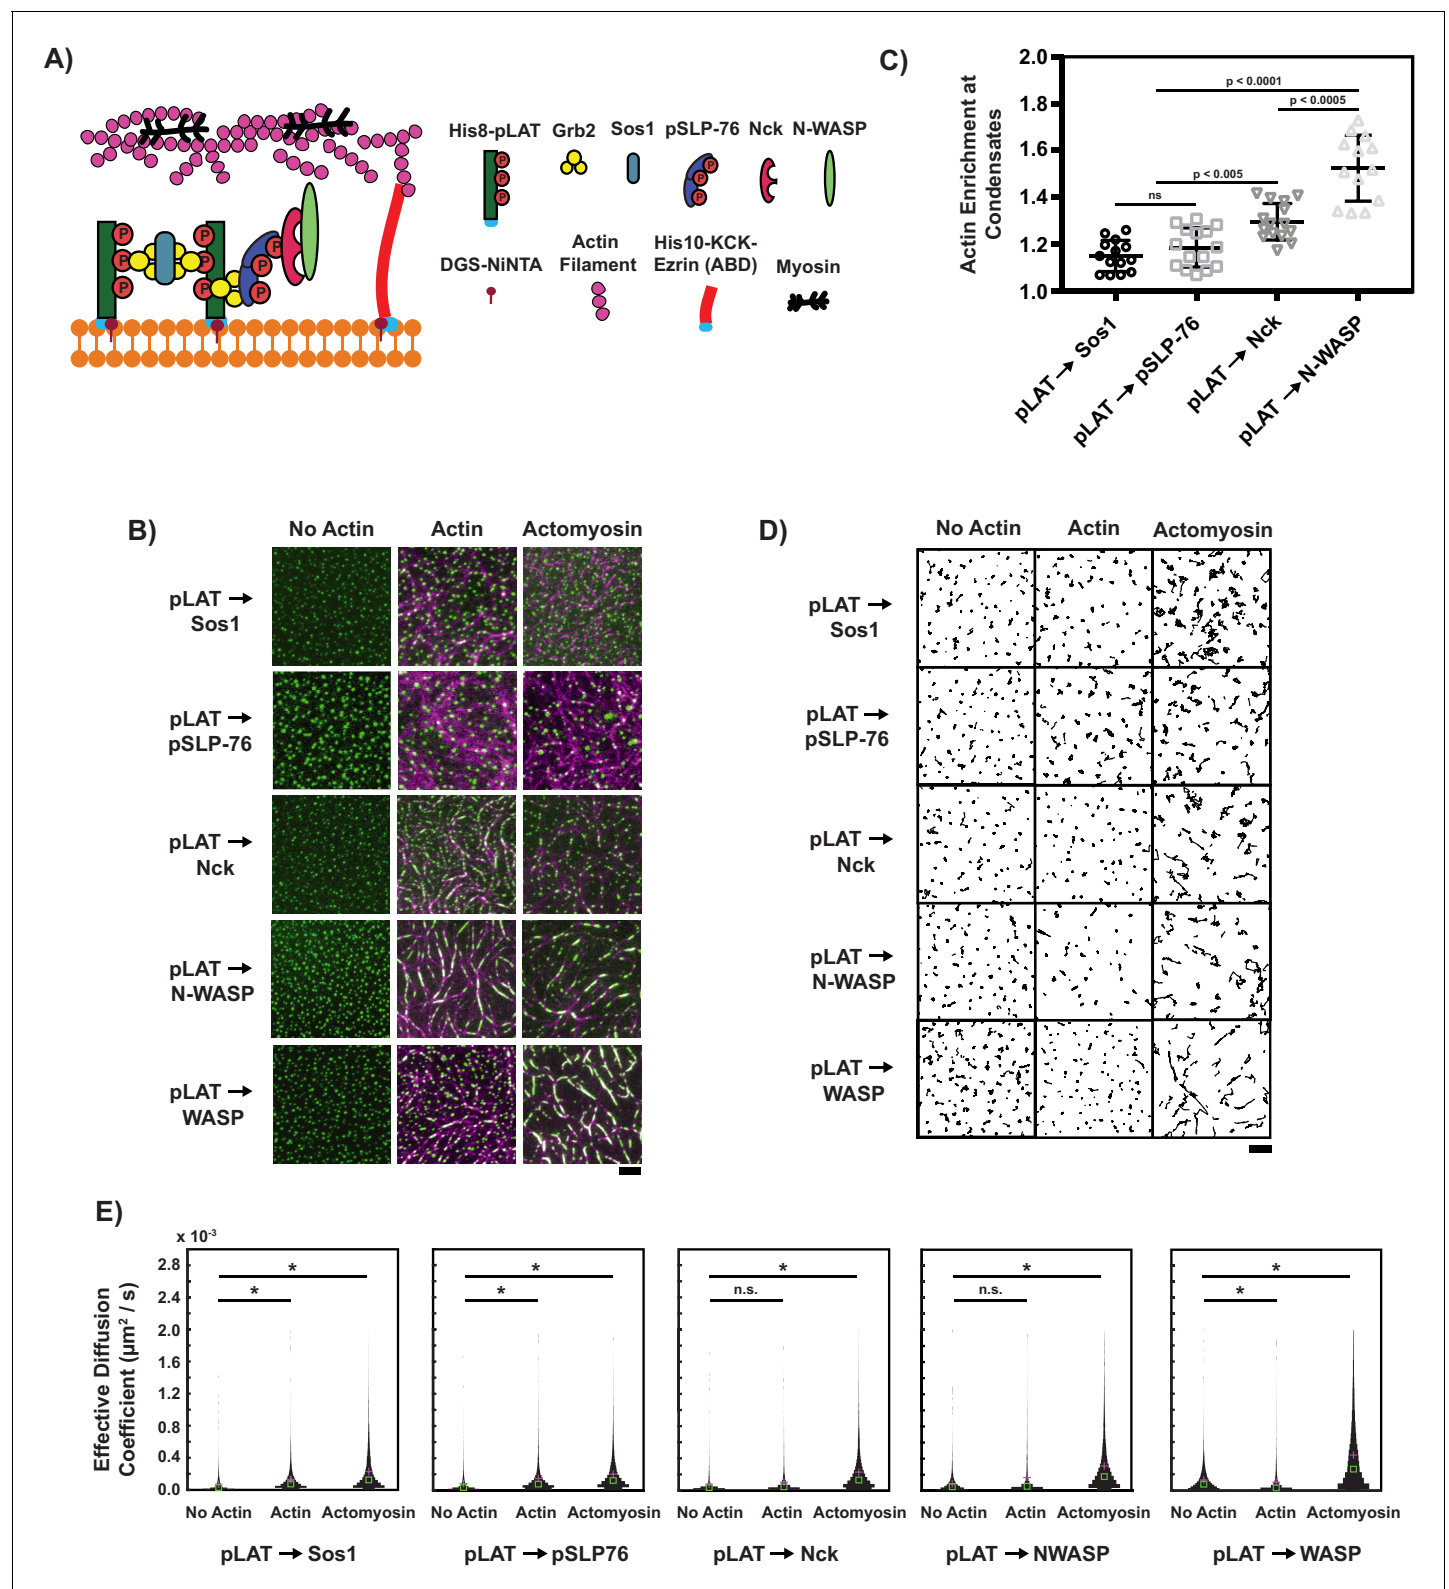 A)
His8-pLAT Grb2 Sos1 pSLP-76 Nck N-WASP
P P P P P P P P P
P P P P P
DGS-NiNTA
Actin
Filament
His10-KCK-
Ezrin (ABD)
Myosin
C)
Actin Enrichment at
Condensates
2.0
1.8
1.6
1.4
1.2
1.0
p < 0.0001
p < 0.0005
p < 0.005
ns
pLAT → Sos1
pLAT → pSLP-76
pLAT → Nck
pLAT → N-WASP
B)
No Actin Actin Actomyosin
pLAT →
Sos1
pLAT →
pSLP-76
pLAT →
Nck
pLAT →
N-WASP
pLAT →
WASP
D)
No Actin Actin Actomyosin
pLAT →
Sos1
pLAT →
pSLP-76
pLAT →
Nck
pLAT →
N-WASP
pLAT →
WASP
E)
x 10-3
Effective Diffusion
Coefficient (µm2 / s)
2.8
2.4
2.0
1.6
1.2
0.8
0.4
0.0
* *
No Actin Actin Actomyosin
pLAT → Sos1
* *
No Actin Actin Actomyosin
pLAT → pSLP76
* n.s.
No Actin Actin Actomyosin
pLAT → Nck
* n.s.
No Actin Actin Actomyosin
pLAT → NWASP
* *
No Actin Actin Actomyosin
pLAT → WASP